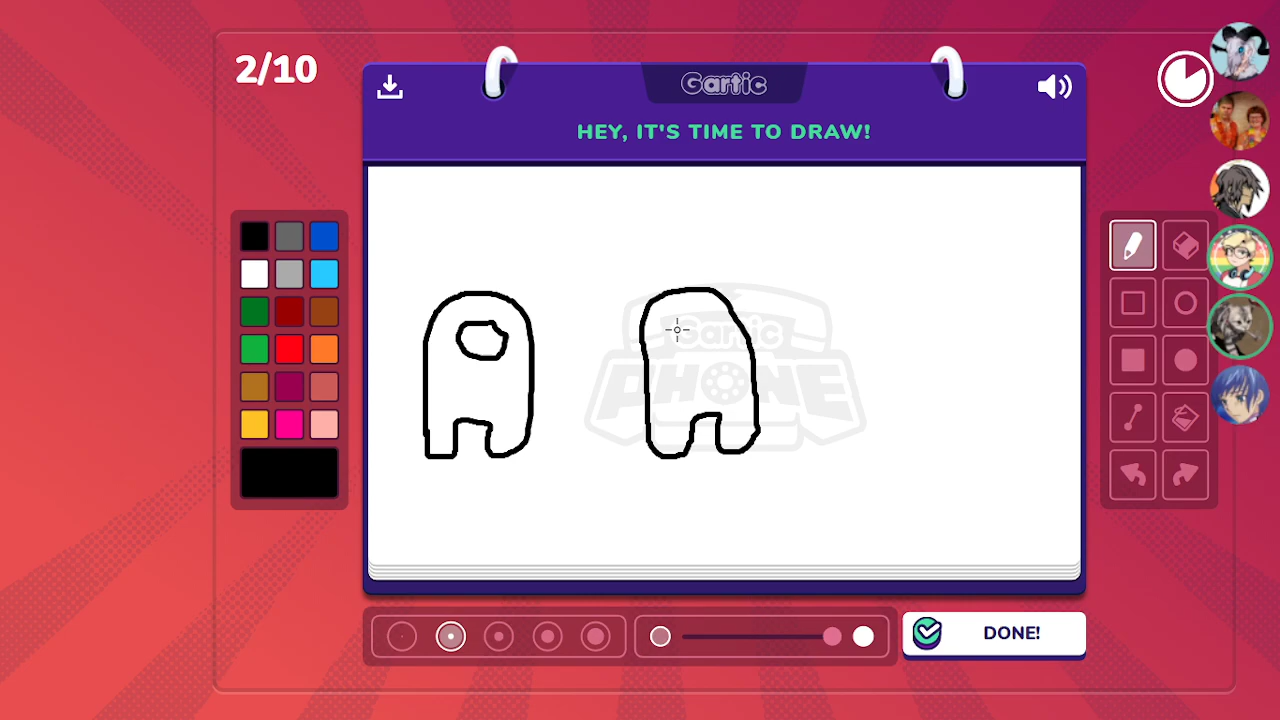 2/10
Gartic
HEY, IT'S TIME TO DRAW!
Gartic
PHONE
DONE!